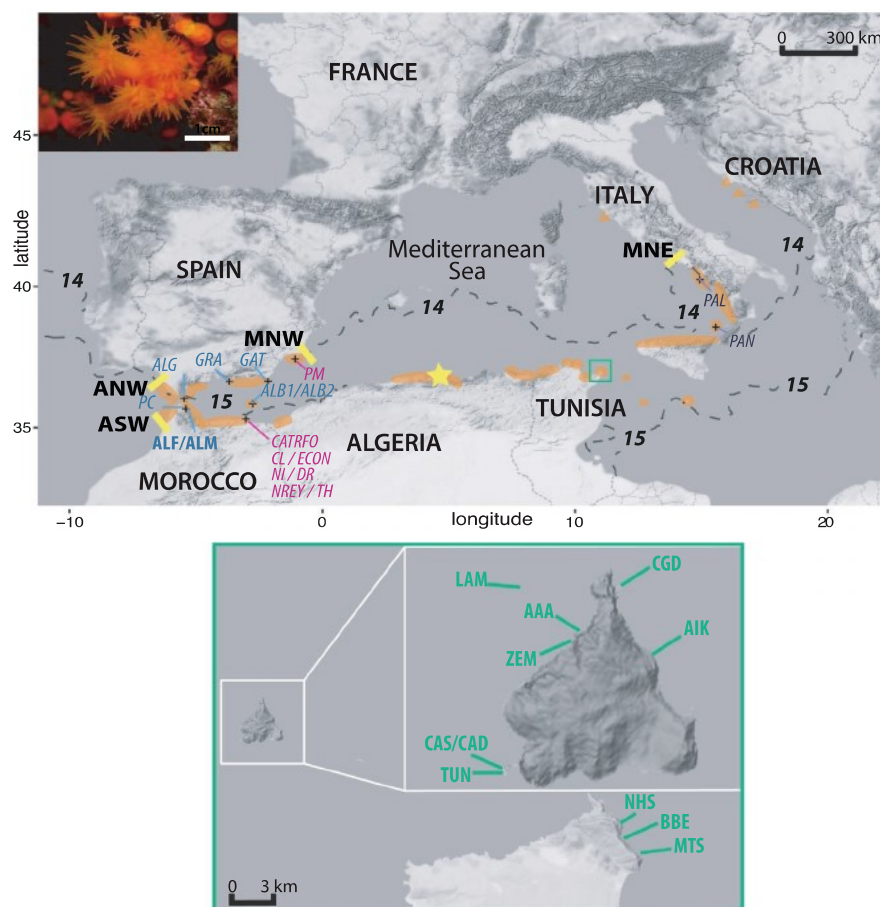 1cm
0 300 km
FRANCE
45
CROATIA
ITALY
latitude
Mediterranean
Sea
MNE
14
SPAIN
14
40
14
14
PAL
MNW
PAN
ALG
GRA
GAT
PM
ANW
ALB1/ALB2
15
PC
15
TUNISIA
ASW
35
15
ALF/ALM
CATRFO
ALGERIA
CL / ECON
NI / DR
MOROCCO
NREY / TH
−10
0
longitude
10
20
CGD
LAM
AAA
AIK
ZEM
CAS/CAD
TUN
NHS
BBE
MTS
0 3 km